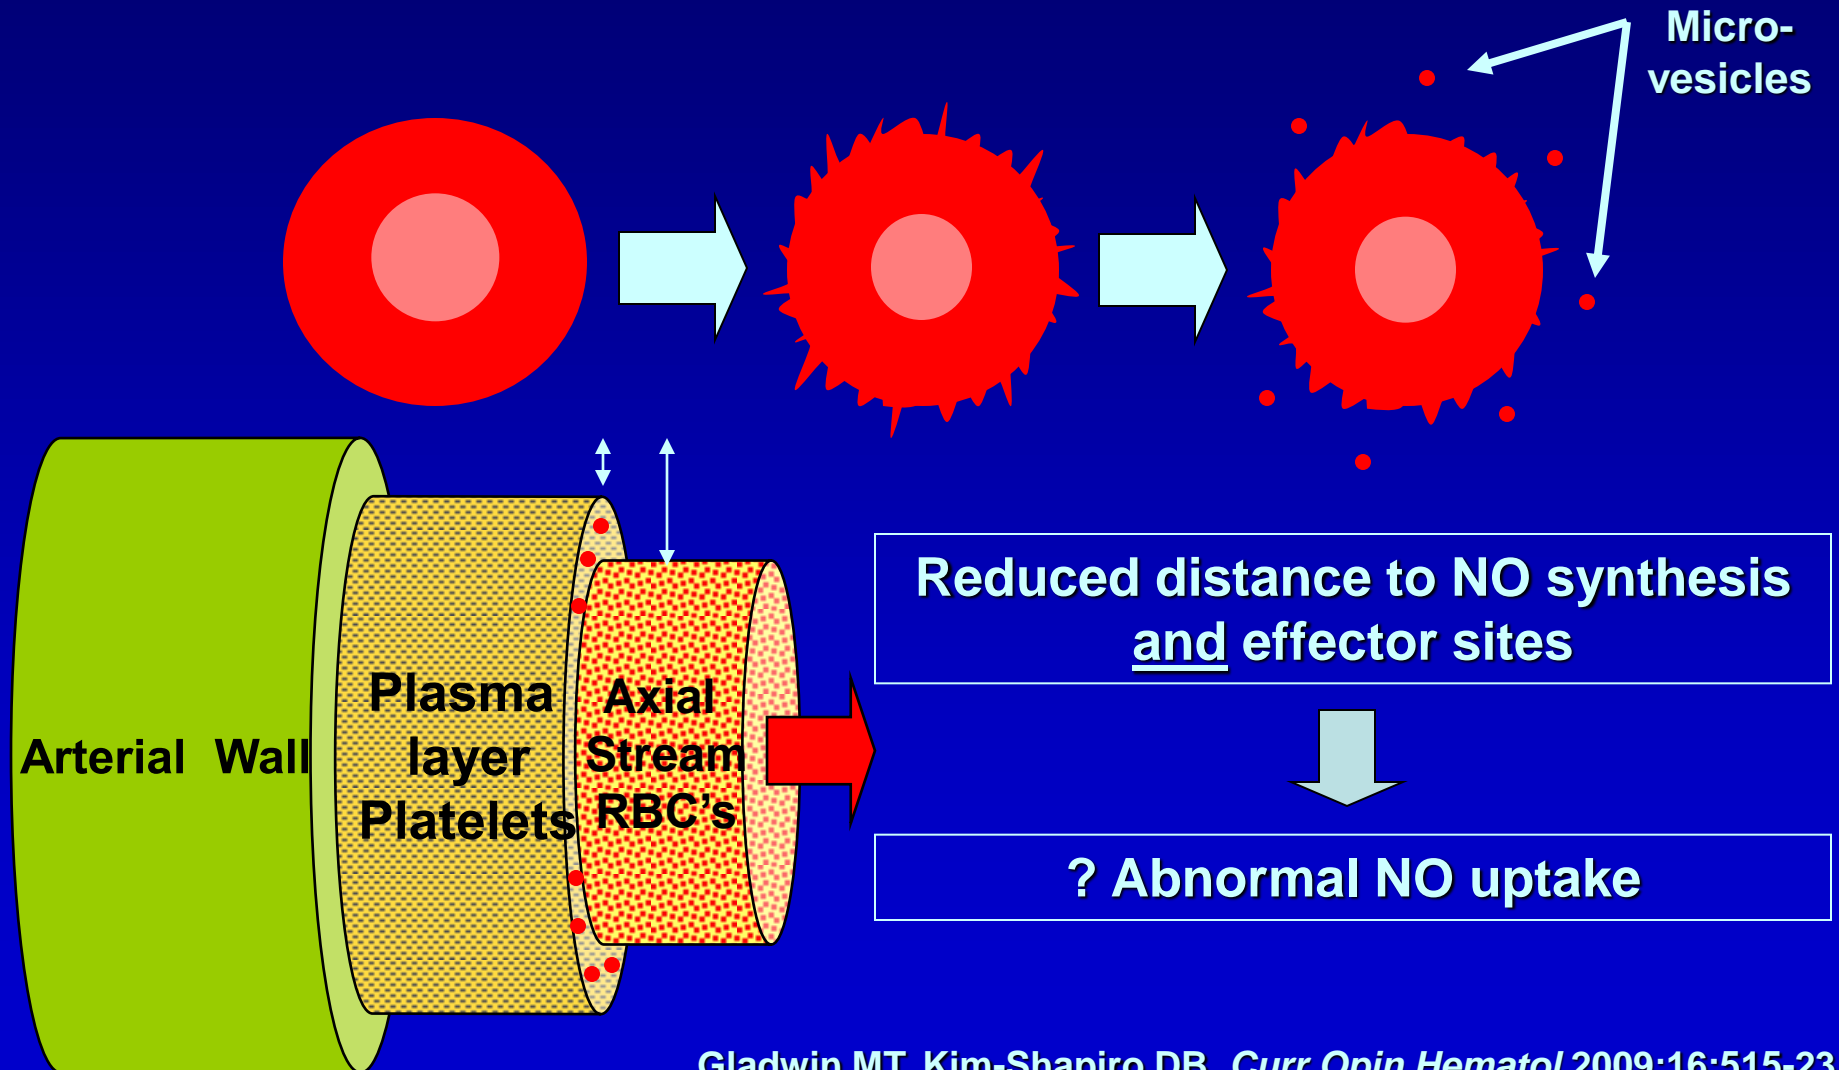 Micro-
vesicles
Reduced distance to NO synthesis
and effector sites
Arterial Wall
Plasma
layer
Platelets
Axial
Stream
RBC's
? Abnormal NO uptake
Gladwin MT, Kim-Shapiro DB. Curr Opin Hematol 2009;16:515-23